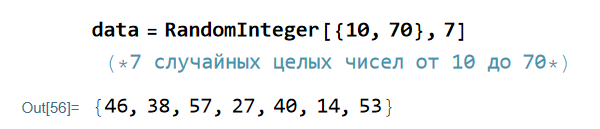 data = RandomInteger[{10, 70}, 7]
(*7 случайных целых чисел от 10 до 70*)
Out[56]= {46, 38, 57, 27, 40, 14, 53}